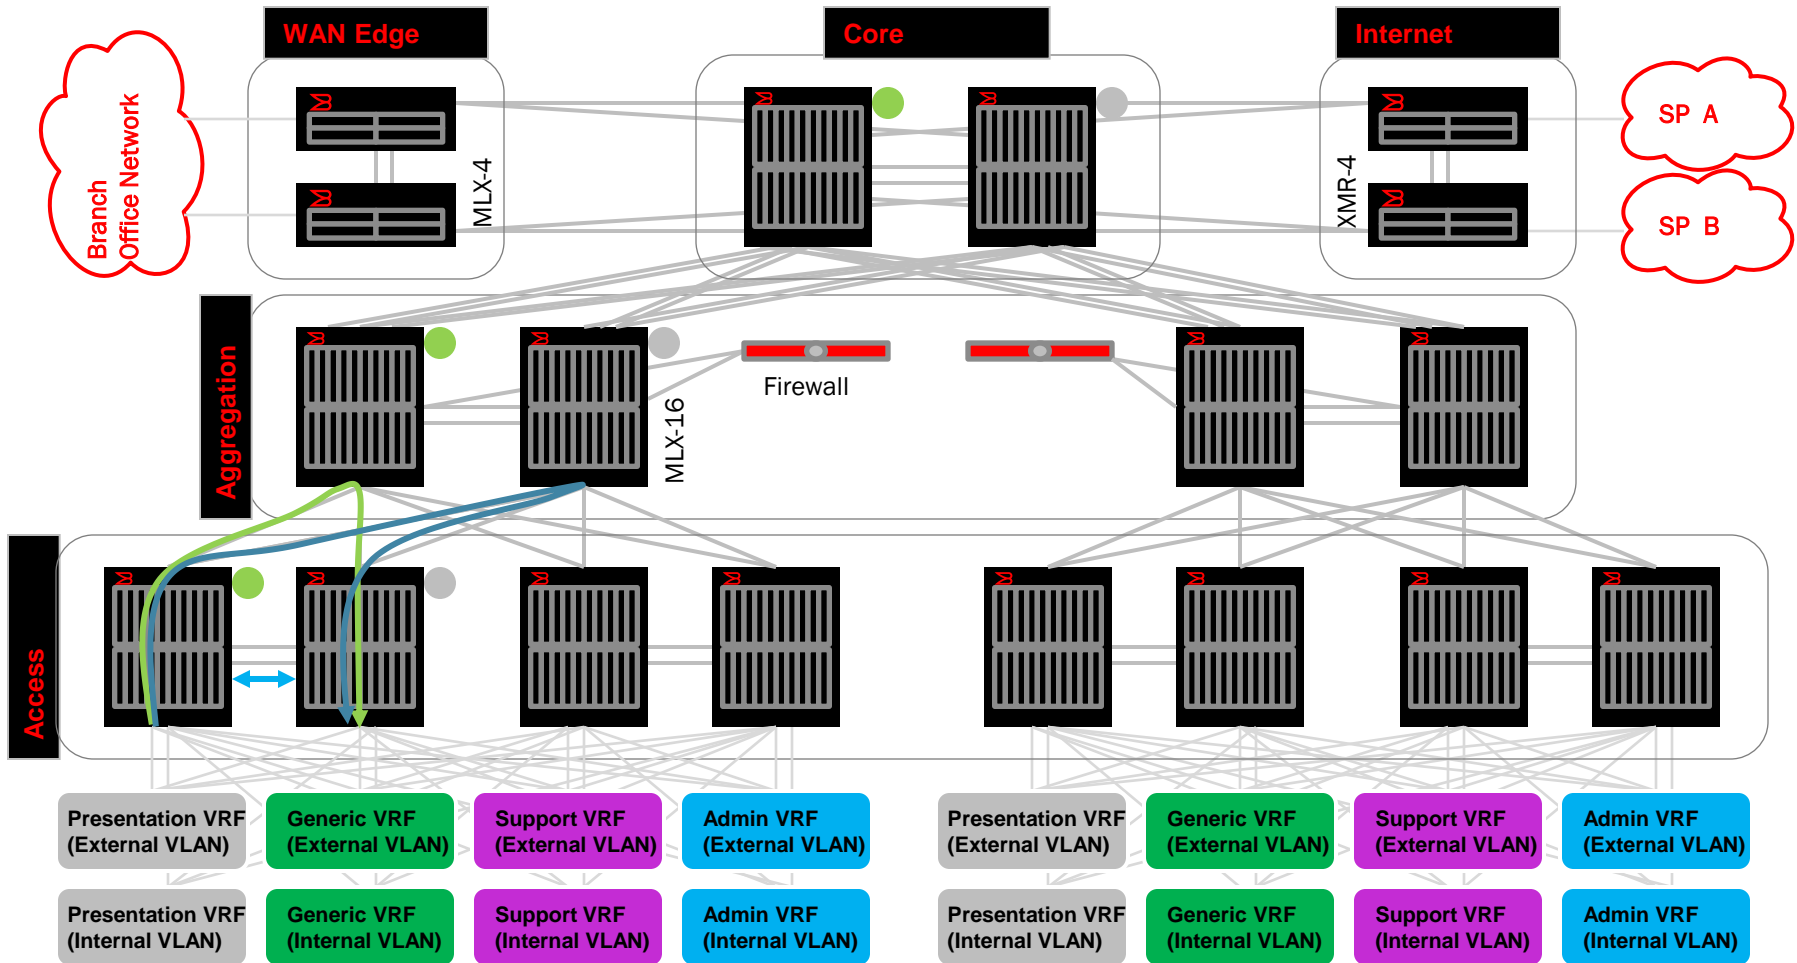 WAN Edge
Core
Internet
Branch
Office Network
MLX-4
XMR-4
SP A
SP B
Aggregation
Firewall
MLX-16
Access
Presentation VRF
(External VLAN)
Generic VRF
(External VLAN)
Support VRF
(External VLAN)
Admin VRF
(External VLAN)
Presentation VRF
(External VLAN)
Generic VRF
(External VLAN)
Support VRF
(External VLAN)
Admin VRF
(External VLAN)
Presentation VRF
(Internal VLAN)
Generic VRF
(Internal VLAN)
Support VRF
(Internal VLAN)
Admin VRF
(Internal VLAN)
Presentation VRF
(Internal VLAN)
Generic VRF
(Internal VLAN)
Support VRF
(Internal VLAN)
Admin VRF
(Internal VLAN)